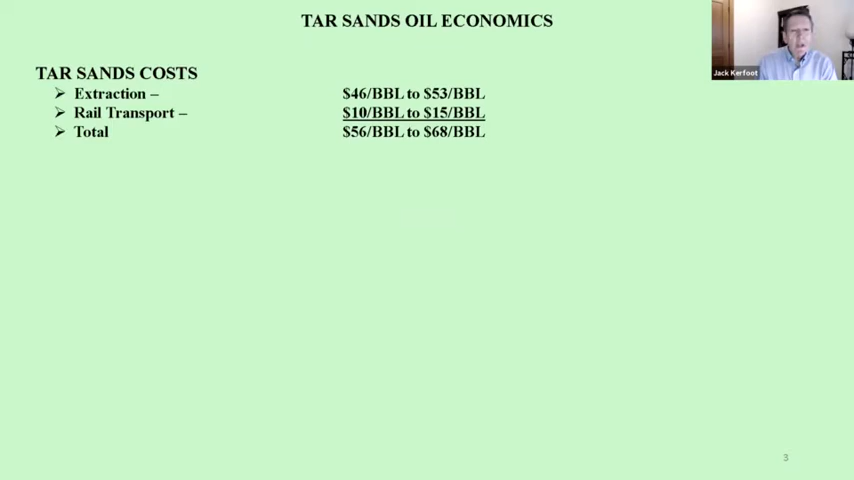 TAR SANDS OIL ECONOMICS
Jack Kerfoot
TAR SANDS COSTS
➢ Extraction – $46/BBL to $53/BBL
➢ Rail Transport – $10/BBL to $15/BBL
➢ Total $56/BBL to $68/BBL
3